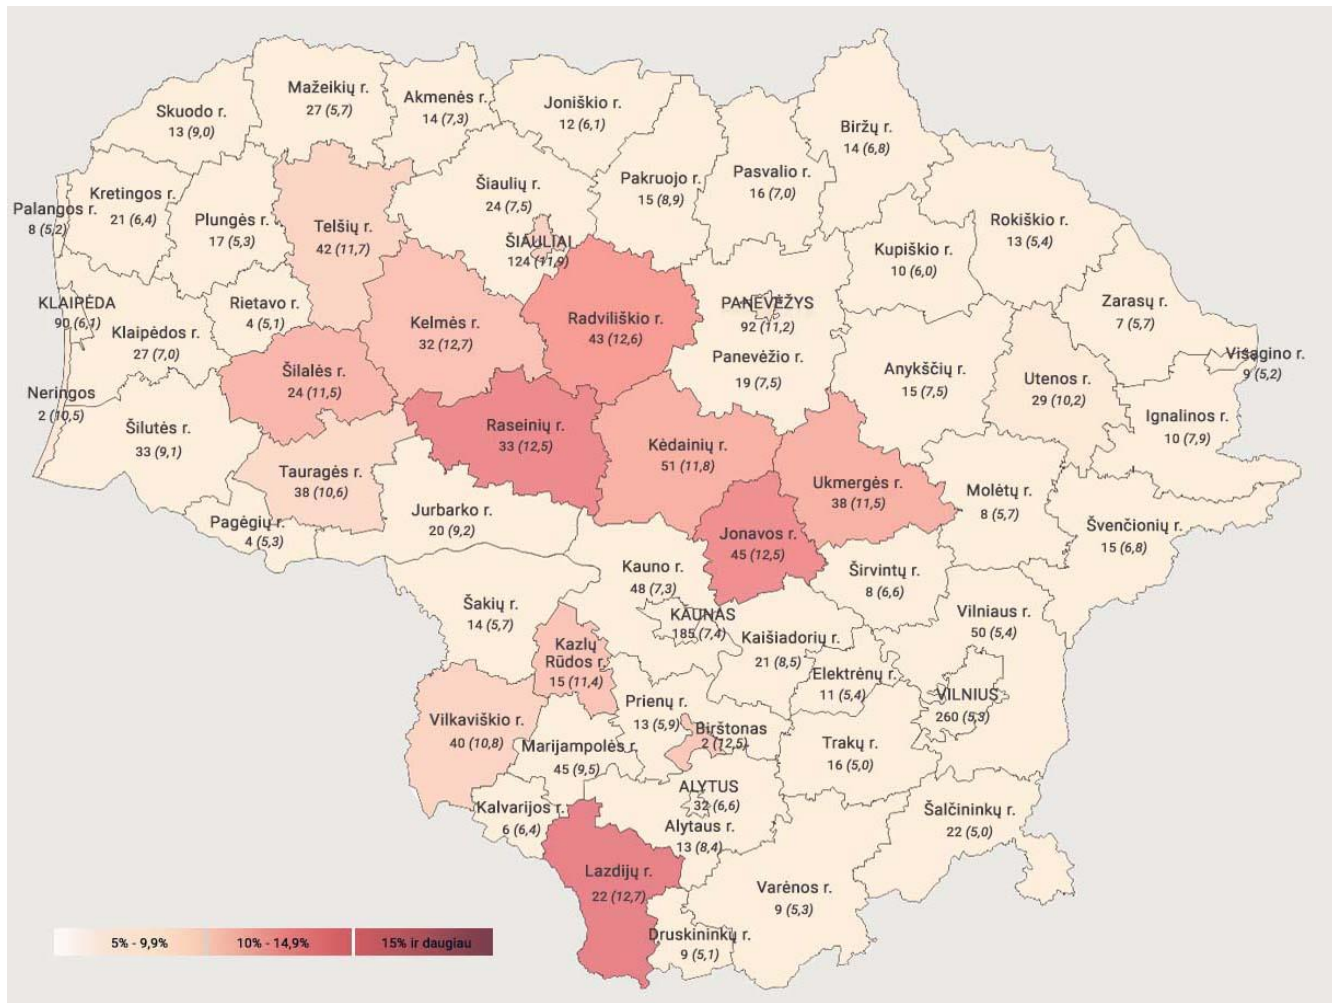 Mažeikių r.
27 (5,7)
Akmenės r.
14 (7,3)
Joniškio r.
12 (6,1)
Skuodo r.
13 (9,0)
Biržų r.
14 (6,8)
Pasvalio r.
16 (7,0)
Pakruojo r.
15 (8,9)
Šiaulių r.
24 (7,5)
Kretingos r.
21 (6,4)
Palangos r.
8 (5,2)
Plungės r.
17 (5,3)
Telšių r.
42 (11,7)
Rokiškio r.
13 (5,4)
ŠIAULIAI
124 (11,9)
Kupiškio r.
10 (6,0)
KLAIPĖDA
90 (6,1)
Rietavo r.
4 (5,1)
PANEVĖŽYS
92 (11,2)
Zarasų r.
7 (5,7)
Klaipėdos r.
27 (7,0)
Kelmės r.
32 (12,7)
Radviliškio r.
43 (12,6)
Panevėžio r.
19 (7,5)
Visagino r.
9 (5,2)
Šilalės r.
24 (11,5)
Anykščių r.
15 (7,5)
Utenos r.
29 (10,2)
Neringos
2 (10,5)
Ignalinos r.
10 (7,9)
Šilutės r.
33 (9,1)
Raseinių r.
33 (12,5)
Kėdainių r.
51 (11,8)
Tauragės r.
38 (10,6)
Ukmergės r.
38 (11,5)
Molėtų r.
8 (5,7)
Pagėgių r.
4 (5,3)
Jurbarko r.
20 (9,2)
Jonavos r.
45 (12,5)
Švenčionių r.
15 (6,8)
Kauno r.
48 (7,3)
Širvintų r.
8 (6,6)
Šakių r.
14 (5,7)
KAUNAS
185 (7,4)
Vilniaus r.
50 (5,4)
Kaišiadorių r.
21 (8,5)
Kazlų
Rūdos r.
15 (11,4)
Elektrėnų r.
11 (5,4)
VILNIUS
260 (5,3)
Prienų r.
13 (5,9)
Vilkaviškio r.
40 (10,8)
Birštonas
2 (12,5)
Marijampolės r.
45 (9,5)
Trakų r.
16 (5,0)
ALYTUS
32 (6,6)
Kalvarijos r.
6 (6,4)
Alytaus r.
13 (8,4)
Šalčininkų r.
22 (5,0)
Lazdijų r.
22 (12,7)
Varėnos r.
9 (5,3)
Druskininkų r.
9 (5,1)
5% - 9,9%
10% - 14,9%
15% ir daugiau